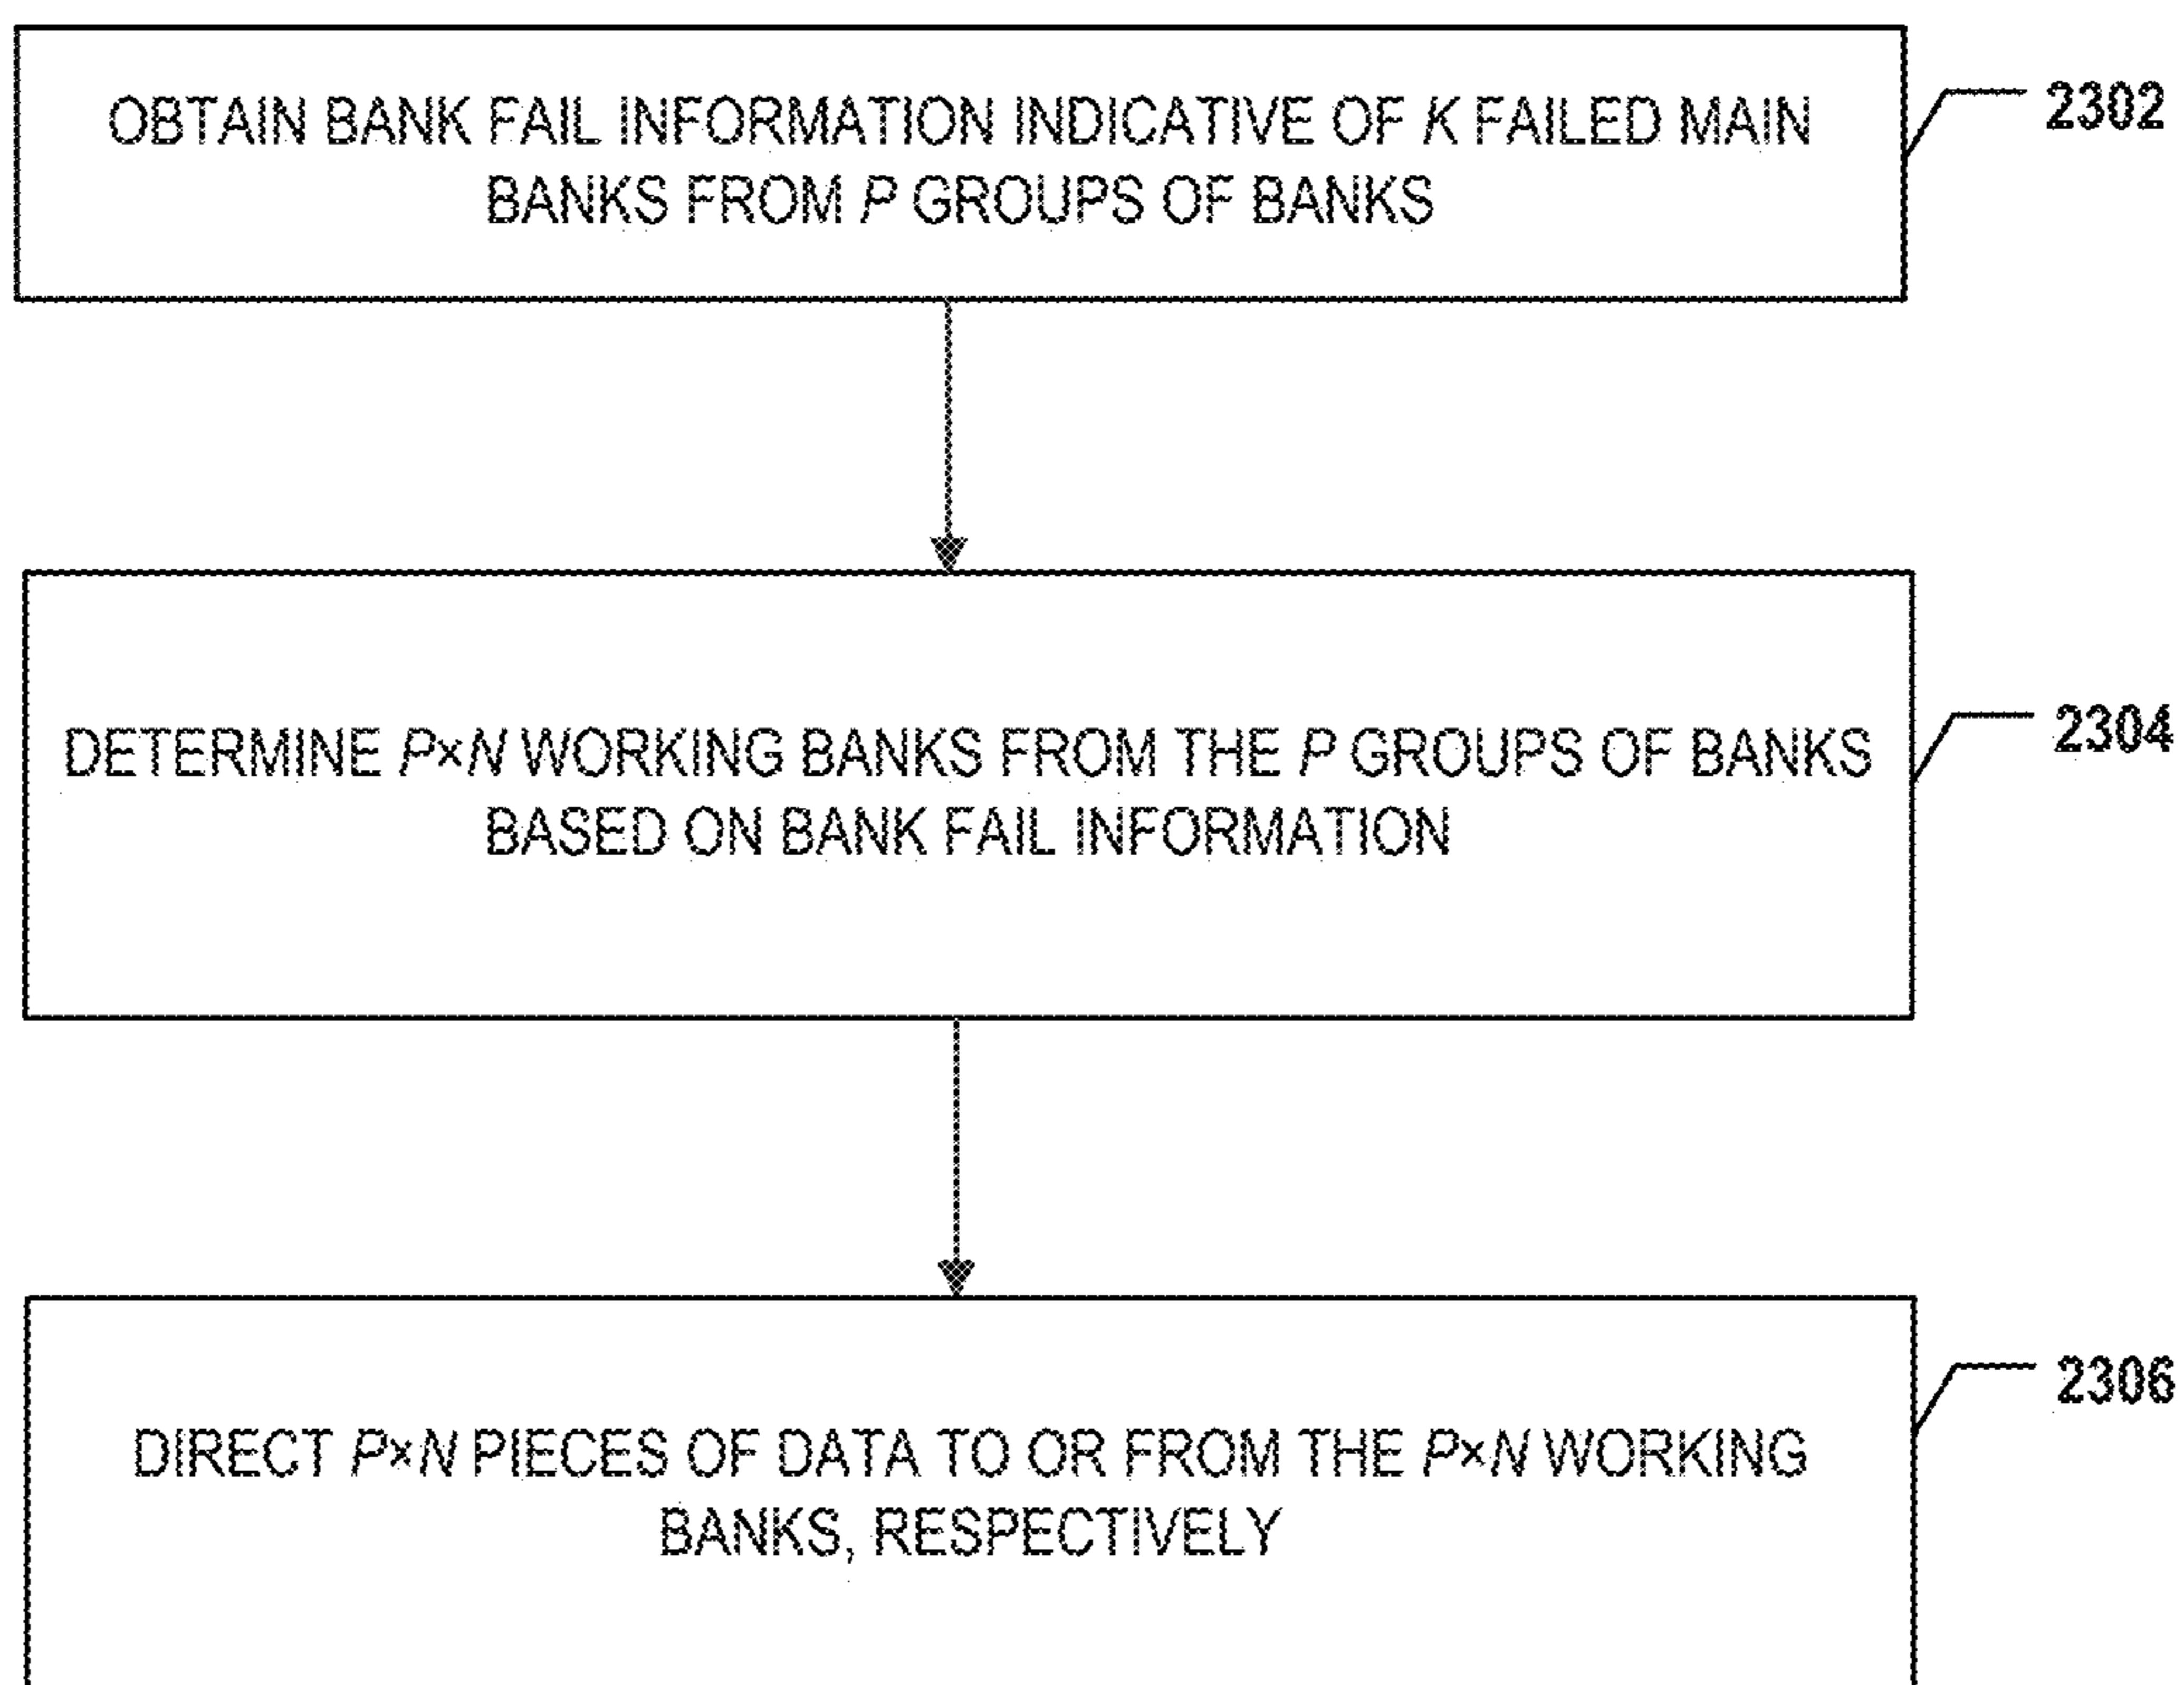 OBTAIN BANK FAIL INFORMATION INDICATIVE OF K FAILED MAIN
BANKS FROM P GROUPS OF BANKS
2302
DETERMINE P×N WORKING BANKS FROM THE P GROUPS OF BANKS
BASED ON BANK FAIL INFORMATION
2304
DIRECT P×N PIECES OF DATA TO OR FROM THE P×N WORKING
BANKS, RESPECTIVELY
2306